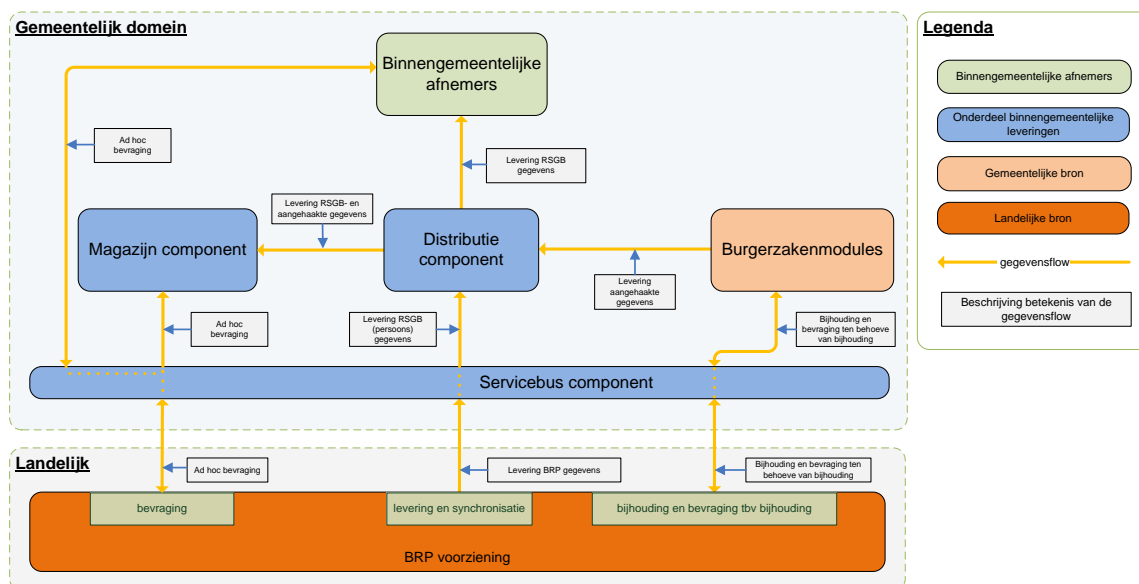 Gemeentelijk domein
Binnengemeentelijke
afnemers
Ad hoc
bevraging
Levering RSGB
gegevens
Levering RSGB- en
aangehaakte gegevens
Magazijn component
Distributie
component
Burgerzakenmodules
Levering
aangehaakte
gegevens
Ad hoc
bevraging
Levering RSGB
(persoons)
gegevens
Bijhouding en
bevraging ten behoeve
van bijhouding
Servicebus component
Landelijk
Ad hoc bevraging
Levering BRP gegevens
Bijhouding en bevraging ten
behoeve van bijhouding
bevraging
levering en synchronisatie
bijhouding en bevraging tbv bijhouding
BRP voorziening
Legenda
Binnengemeentelijke afnemers
Onderdeel binnengemeentelijke
leveringen
Gemeentelijke bron
Landelijke bron
gegevensflow
Beschrijving betekenis van de
gegevensflow